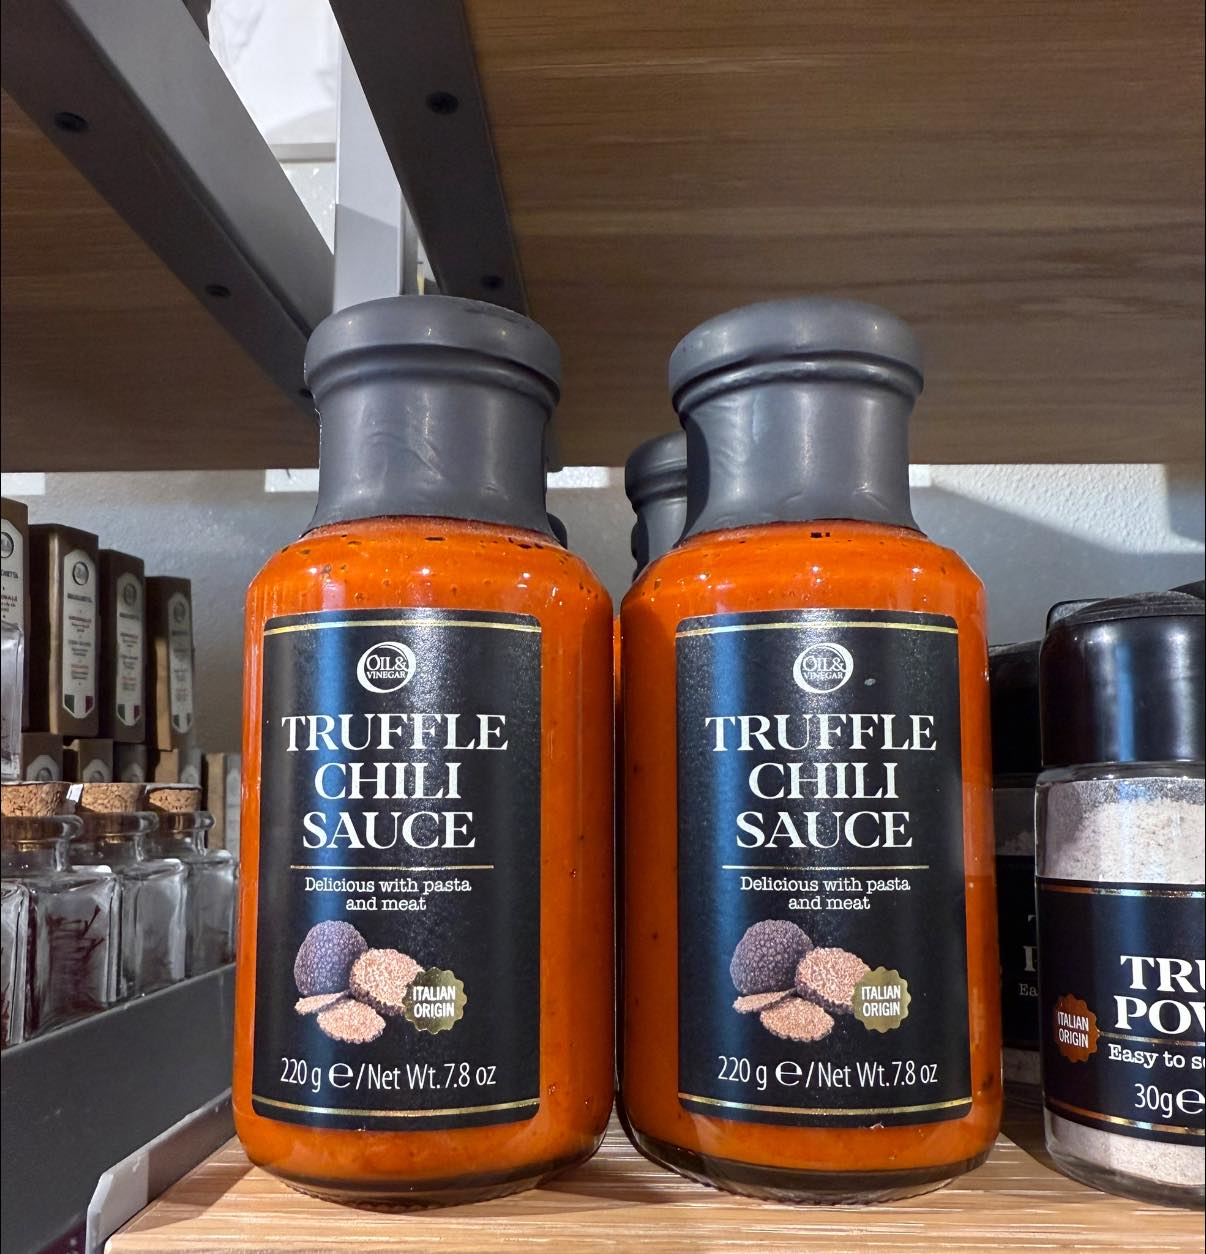 OIL&
VINEGAR
TRUFFLE
CHILI
SAUCE
Delicious with pasta
and meat
ITALIAN
ORIGIN
220 g ℮/Net Wt. 7.8 oz
OIL&
VINEGAR
TRUFFLE
CHILI
SAUCE
Delicious with pasta
and meat
ITALIAN
ORIGIN
220 g ℮/Net Wt. 7.8 oz
ITALIAN
ORIGIN
Easy to
30g℮